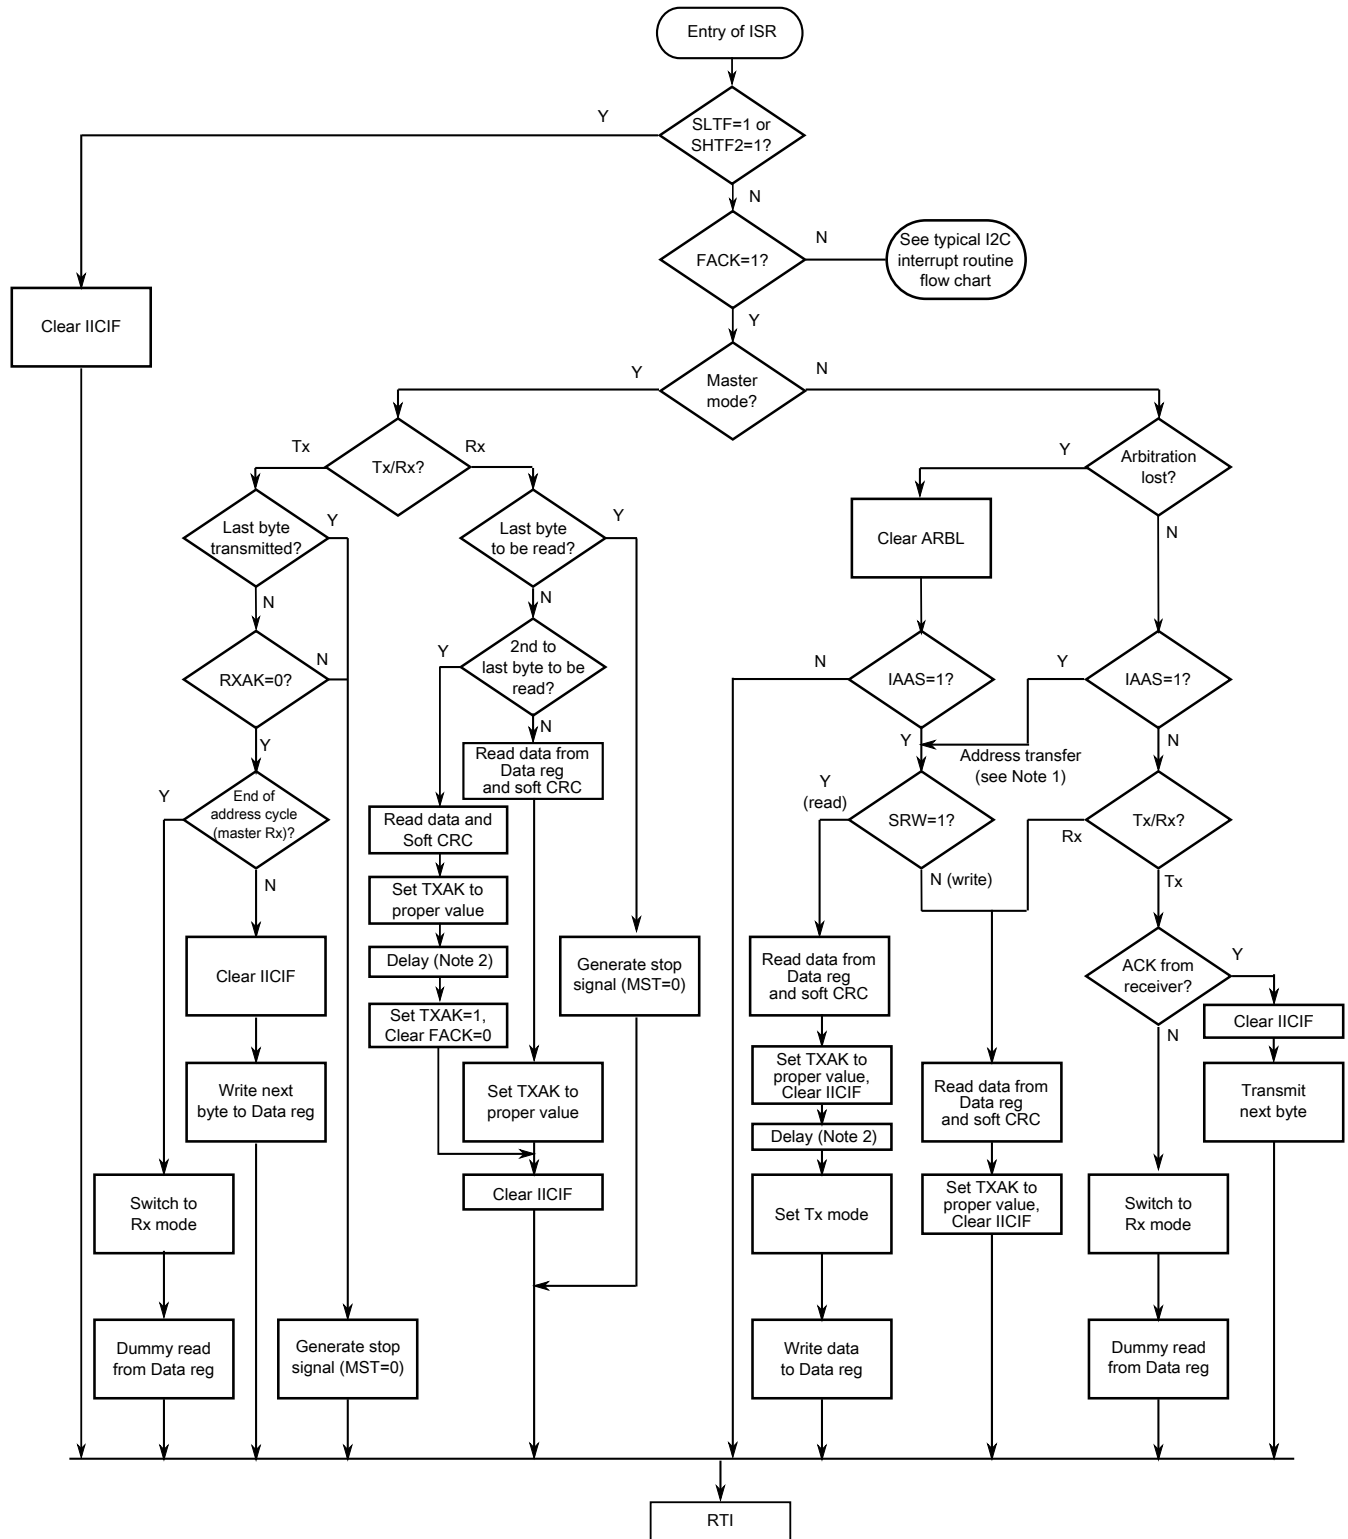 Entry of ISR
Y
SLTF=1 or
SHTF2=1?
N
FACK=1?
N
See typical I2C
interrupt routine
flow chart
Clear IICIF
Y
Y
Master
mode?
N
Tx
Tx/Rx?
Rx
Y
Arbitration
lost?
Last byte
transmitted?
Y
Last byte
to be read?
Y
Clear ARBL
N
N
N
RXAK=0?
N
Y
2nd to
last byte to be
read?
N
IAAS=1?
Y
IAAS=1?
Y
N
Read data from
Data reg
and soft CRC
Y
Address transfer
(see Note 1)
N
Y
End of
address cycle
(master Rx)?
Read data and
Soft CRC
Y
(read)
SRW=1?
Rx
Tx/Rx?
N
Set TXAK to
proper value
N (write)
Tx
Clear IICIF
Delay (Note 2)
Generate stop
signal (MST=0)
Read data from
Data reg
and soft CRC
ACK from
receiver?
Y
Set TXAK=1,
Clear FACK=0
Clear IICIF
N
Write next
byte to Data reg
Set TXAK to
proper value
Set TXAK to
proper value,
Clear IICIF
Read data from
Data reg
and soft CRC
Transmit
next byte
Delay (Note 2)
Switch to
Rx mode
Clear IICIF
Set Tx mode
Set TXAK to
proper value,
Clear IICIF
Switch to
Rx mode
Dummy read
from Data reg
Generate stop
signal (MST=0)
Write data
to Data reg
Dummy read
from Data reg
RTI